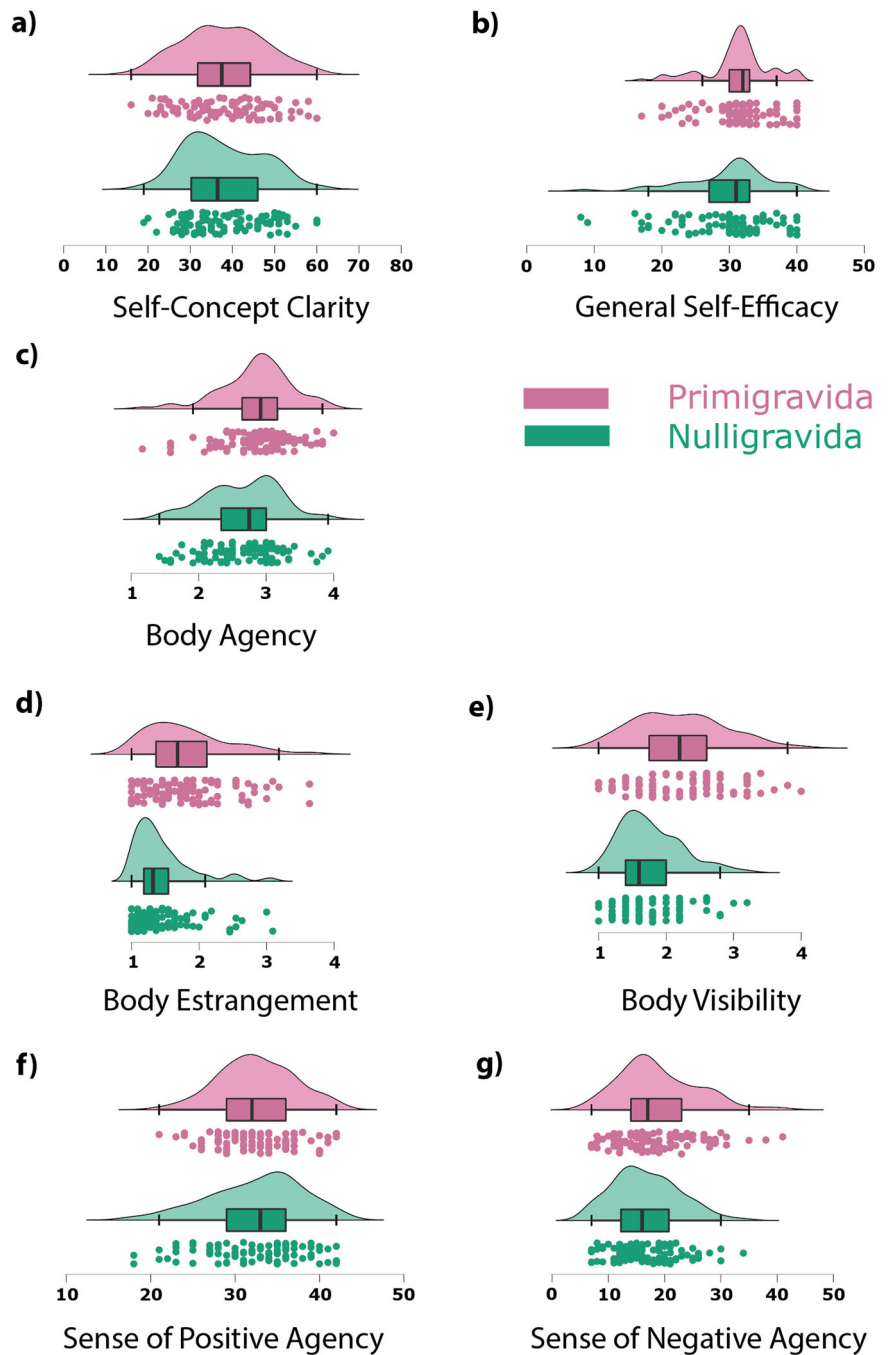 a)
b)
0 10 20 30 40 50 60 70 80
Self-Concept Clarity
0 10 20 30 40 50
General Self-Efficacy
c)
Primigravida
Nulligravida
1 2 3 4
Body Agency
d)
e)
1 2 3 4
Body Estrangement
1 2 3 4
Body Visibility
f)
g)
10 20 30 40 50
Sense of Positive Agency
0 10 20 30 40 50
Sense of Negative Agency